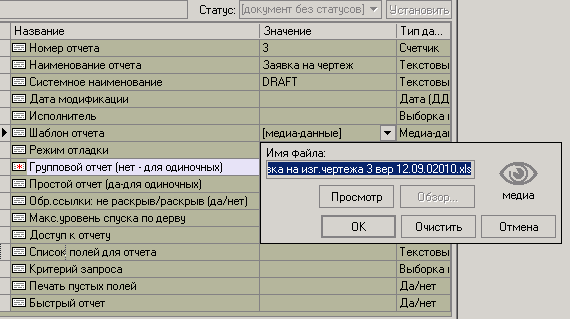 Статус: [документ без статусов] Установить
Название Значение Тип да...
Номер отчета 3 Счетчик
Наименование отчета Заявка на чертеж Текстовы
Системное наименование DRAFT Текстовы
Дата модификации Дата (ДД
Исполнитель Выборка и
Шаблон отчета [медиа-данные] Медиа-дан
Режим отладки
Имя файла:
Групповой отчет (нет - для одиночных)
вка на изг.чертежа 3 вер 12.09.02010.xls
Простой отчет (да-для одиночных)
Просмотр Обзор... медиа
Обр.ссылки: не раскрыв/раскрыв (да/нет)
Макс.уровень спуска по дерву
OK Очистить Отмена
Доступ к отчету
Список полей для отчета Текстовы
Критерий запроса Выборка и
Печать пустых полей Да/нет
Быстрый отчет Да/нет